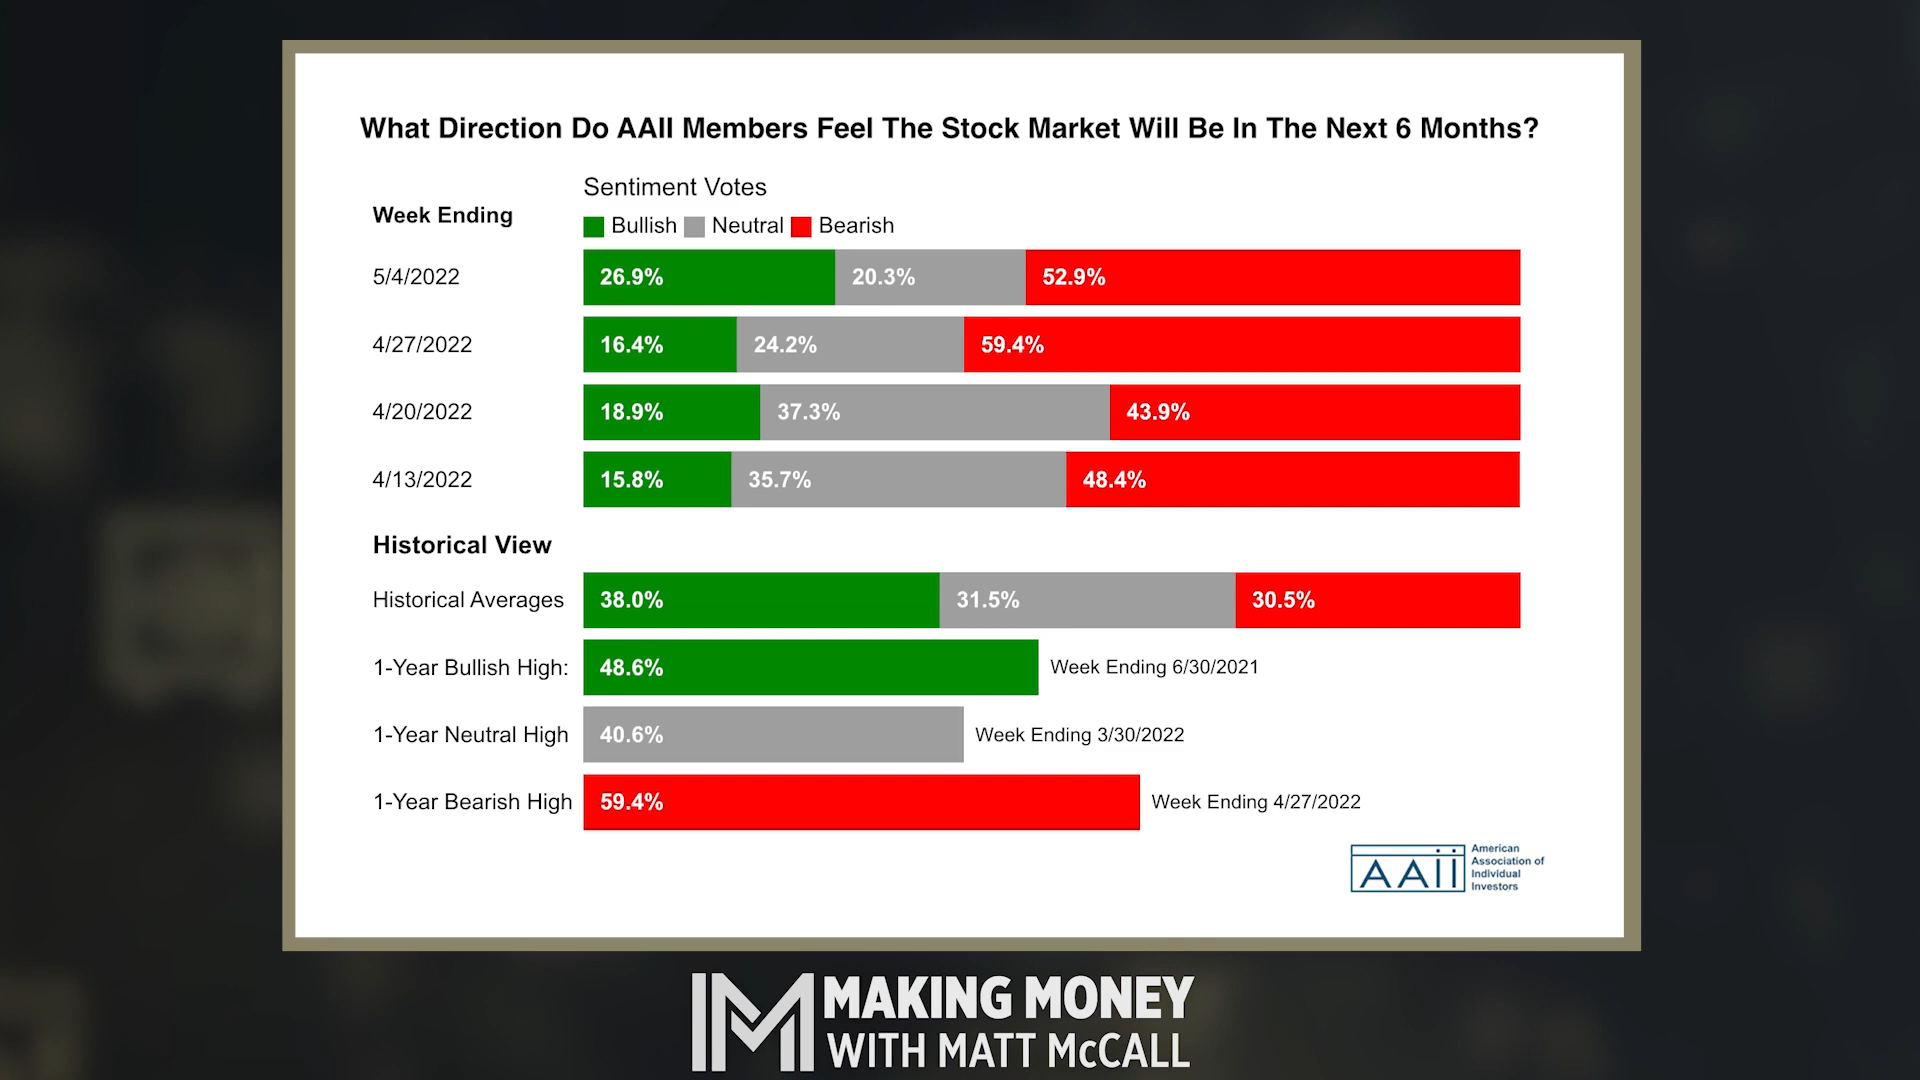 What Direction Do AAII Members Feel The Stock Market Will Be In The Next 6 Months?
Sentiment Votes
Week Ending
Bullish Neutral Bearish
5/4/2022 26.9% 20.3% 52.9%
4/27/2022 16.4% 24.2% 59.4%
4/20/2022 18.9% 37.3% 43.9%
4/13/2022 15.8% 35.7% 48.4%
Historical View
Historical Averages 38.0% 31.5% 30.5%
1-Year Bullish High: 48.6% Week Ending 6/30/2021
1-Year Neutral High 40.6% Week Ending 3/30/2022
1-Year Bearish High 59.4% Week Ending 4/27/2022
AAii
American
Association of
Individual
Investors
MAKING MONEY
WITH MATT McCALL